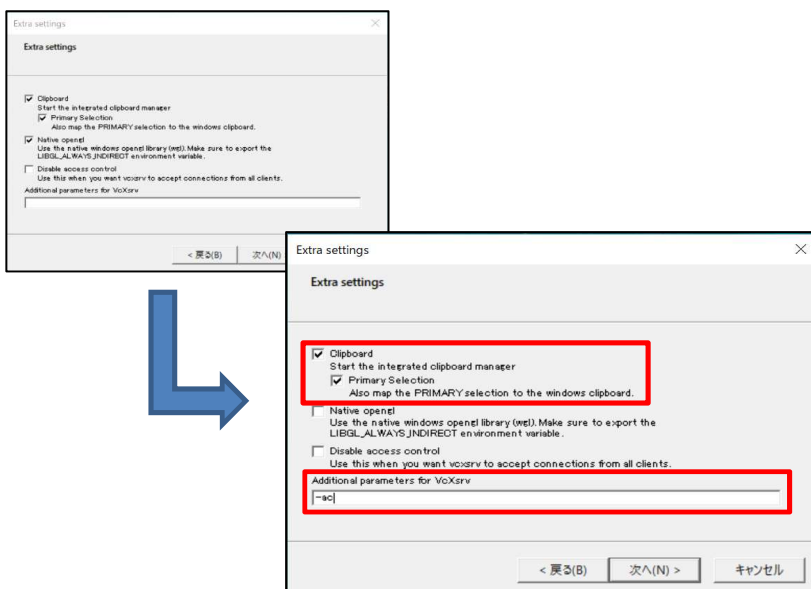 Extra settings
Extra settings
Clipboard
Start the integrated clipboard manager
Primary Selection
Also map the PRIMARY selection to the windows clipboard.
Native opengl
Use the native windows opengl library (wgl). Make sure to export the
LIBGL_ALWAYS_INDIRECT environment variable.
Disable access control
Use this when you want vcxsrv to accept connections from all clients.
Additional parameters for VcXsrv
< 戻る(B)
次へ(N)
Extra settings
Extra settings
Clipboard
Start the integrated clipboard manager
Primary Selection
Also map the PRIMARY selection to the windows clipboard.
Native opengl
Use the native windows opengl library (wgl). Make sure to export the
LIBGL_ALWAYS_INDIRECT environment variable.
Disable access control
Use this when you want vcxsrv to accept connections from all clients.
Additional parameters for VcXsrv
-ac
< 戻る(B)
次へ(N) >
キャンセル